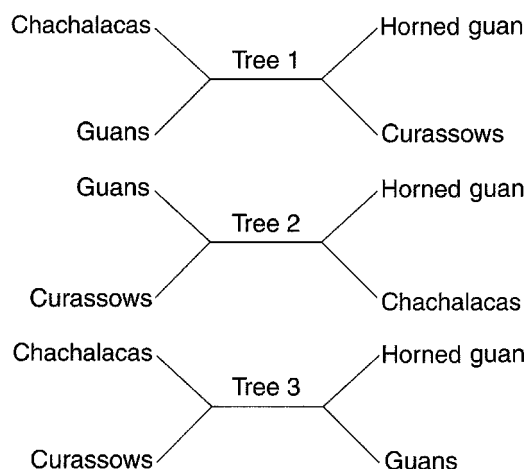 Chachalacas
Horned guan
Tree 1
Guans
Curassows
Guans
Horned guan
Tree 2
Curassows
Chachalacas
Chachalacas
Horned guan
Tree 3
Curassows
Guans